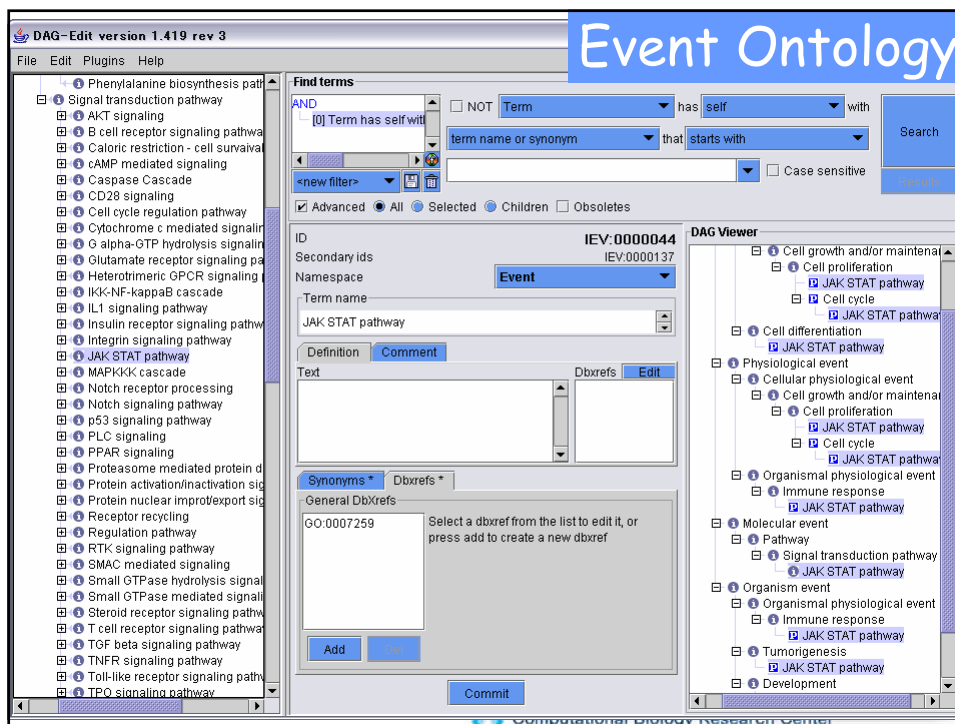 DAG-Edit version 1.419 rev 3
Event Ontology
File Edit Plugins Help
Phenylalanine biosynthesis path
Signal transduction pathway
AKT signaling
B cell receptor signaling pathwa
Caloric restriction - cell survaival
cAMP mediated signaling
Caspase Cascade
CD28 signaling
Cell cycle regulation pathway
Cytochrome c mediated signalin
G alpha-GTP hydrolysis signalin
Glutamate receptor signaling pa
Heterotrimeric GPCR signaling
IKK-NF-kappaB cascade
IL1 signaling pathway
Insulin receptor signaling pathw
Integrin signaling pathway
JAK STAT pathway
MAPKKK cascade
Notch receptor processing
Notch signaling pathway
p53 signaling pathway
PLC signaling
PPAR signaling
Proteasome mediated protein d
Protein activation/inactivation sig
Protein nuclear improt/export sig
Receptor recycling
Regulation pathway
RTK signaling pathway
SMAC mediated signaling
Small GTPase hydrolysis signal
Small GTPase mediated signali
Steroid receptor signaling pathw
T cell receptor signaling pathwa
TGF beta signaling pathway
TNFR signaling pathway
Toll-like receptor signaling pathv
TPO signaling pathway
Find terms
AND
[0] Term has self with
<new filter>
NOT Term has self with
term name or synonym that starts with
Case sensitive
Search
Results
Advanced All Selected Children Obsoletes
ID IEV:0000044
Secondary ids IEV:0000137
Namespace Event
Term name
JAK STAT pathway
Definition Comment
Text Dbxrefs Edit
Synonyms * Dbxrefs *
General DbXrefs
GO:0007259
Select a dbxref from the list to edit it, or
press add to create a new dbxref
Add Del
Commit
DAG Viewer
Cell growth and/or maintenan
Cell proliferation
JAK STAT pathway
Cell cycle
JAK STAT pathway
Cell differentiation
JAK STAT pathway
Physiological event
Cellular physiological event
Cell growth and/or maintenan
Cell proliferation
JAK STAT pathway
Cell cycle
JAK STAT pathway
Organismal physiological event
Immune response
JAK STAT pathway
Molecular event
Pathway
Signal transduction pathway
JAK STAT pathway
Organism event
Organismal physiological event
Immune response
JAK STAT pathway
Tumorigenesis
JAK STAT pathway
Development
Computational Biology Research Center